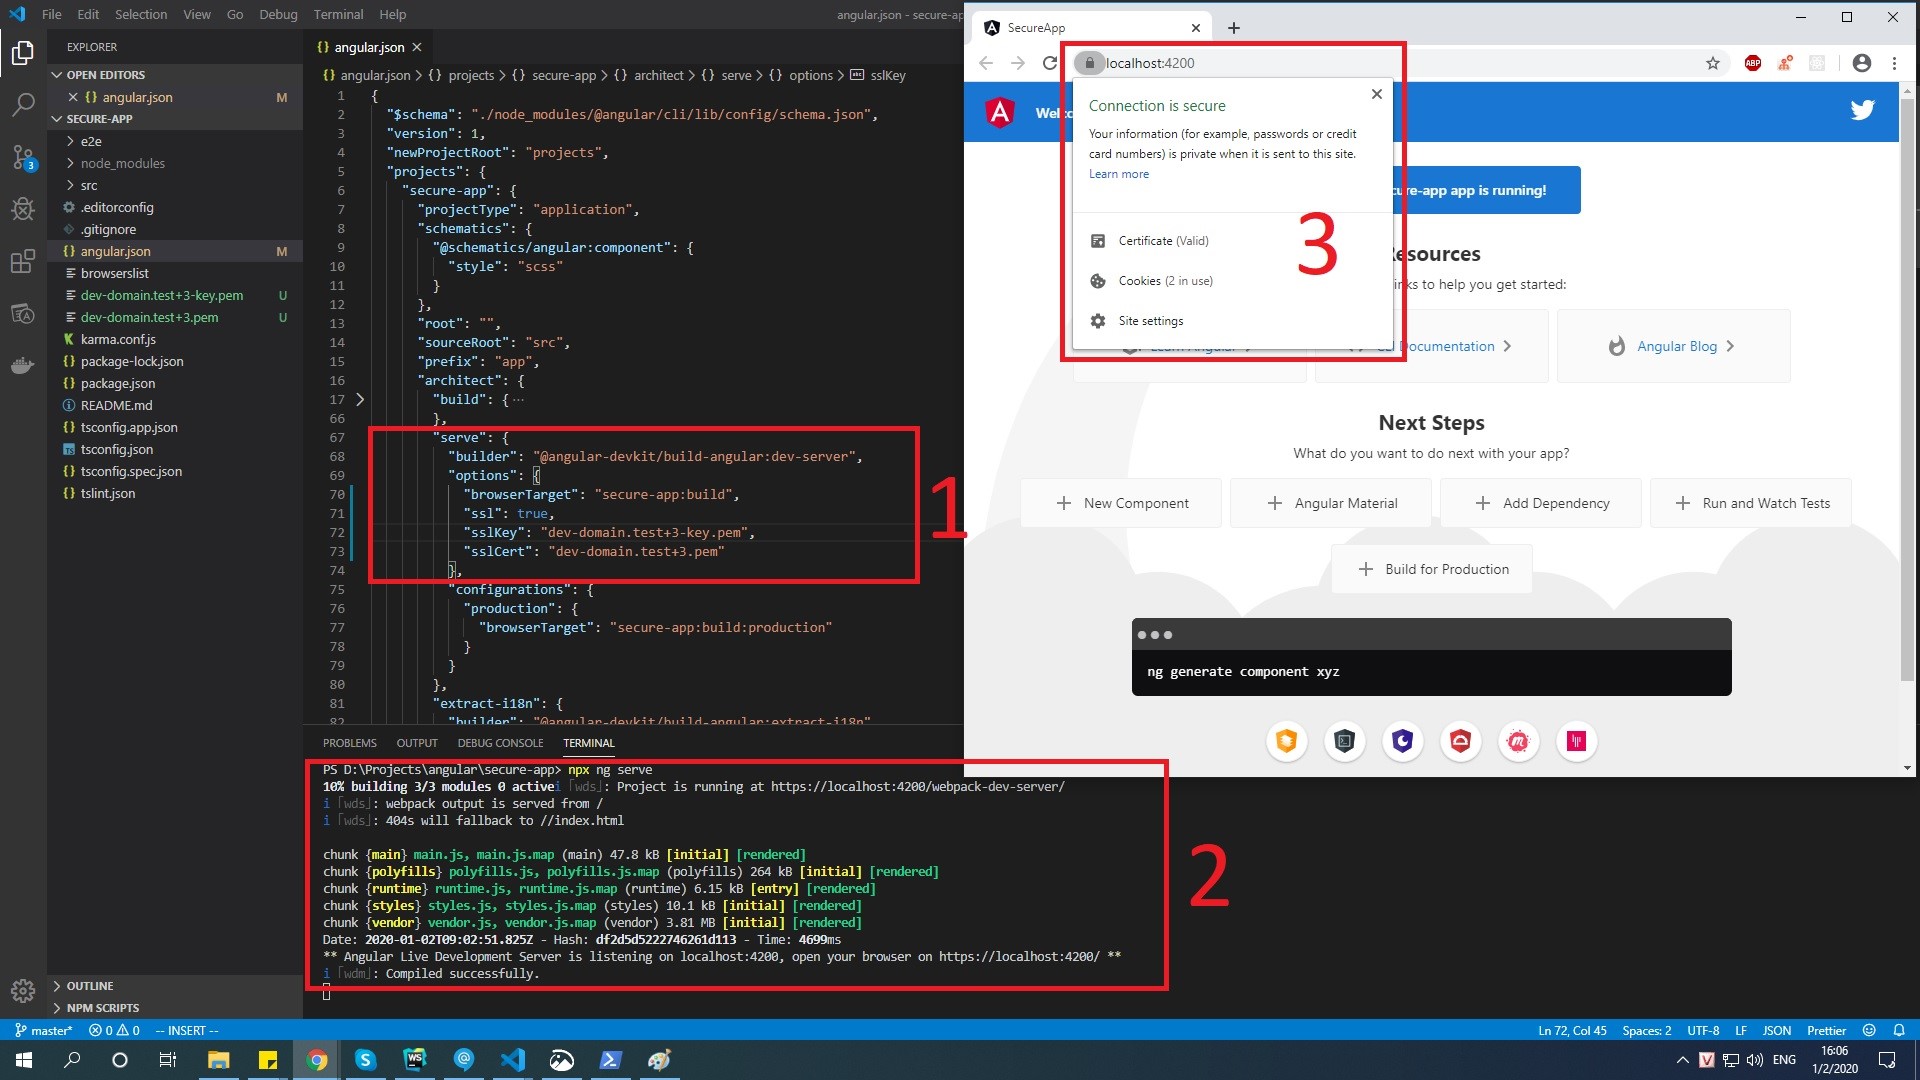 File Edit Selection View Go Debug Terminal Help
angular.json - secure-ap
EXPLORER
OPEN EDITORS
{} angular.json M
SECURE-APP
e2e
node_modules
src
.editorconfig
.gitignore
{} angular.json M
browserslist
dev-domain.test+3-key.pem U
dev-domain.test+3.pem U
karma.conf.js
{} package-lock.json
{} package.json
README.md
{} tsconfig.app.json
tsconfig.json
{} tsconfig.spec.json
{} tslint.json
OUTLINE
NPM SCRIPTS
3
{} angular.json
{} angular.json > {} projects > {} secure-app > {} architect > {} serve > {} options > abc sslKey
1 {
2 "$schema": "./node_modules/@angular/cli/lib/config/schema.json",
3 "version": 1,
4 "newProjectRoot": "projects",
5 "projects": {
6 "secure-app": {
7 "projectType": "application",
8 "schematics": {
9 "@schematics/angular:component": {
10 "style": "scss"
11 }
12 },
13 "root": "",
14 "sourceRoot": "src",
15 "prefix": "app",
16 "architect": {
17 "build": {···
66 },
67 "serve": {
68 "builder": "@angular-devkit/build-angular:dev-server",
69 "options": {
70 "browserTarget": "secure-app:build",
71 "ssl": true,
72 "sslKey": "dev-domain.test+3-key.pem",
73 "sslCert": "dev-domain.test+3.pem"
74 },
75 "configurations": {
76 "production": {
77 "browserTarget": "secure-app:build:production"
78 }
79 }
80 },
81 "extract-i18n": {
82 "builder": "@angular-devkit/build-angular:extract-i18n"
1
PROBLEMS OUTPUT DEBUG CONSOLE TERMINAL
PS D:\Projects\angular\secure-app> npx ng serve
10% building 3/3 modules 0 activei ｢wds｣: Project is running at https://localhost:4200/webpack-dev-server/
i ｢wds｣: webpack output is served from /
i ｢wds｣: 404s will fallback to //index.html
chunk {main} main.js, main.js.map (main) 47.8 kB [initial] [rendered]
chunk {polyfills} polyfills.js, polyfills.js.map (polyfills) 264 kB [initial] [rendered]
chunk {runtime} runtime.js, runtime.js.map (runtime) 6.15 kB [entry] [rendered]
chunk {styles} styles.js, styles.js.map (styles) 10.1 kB [initial] [rendered]
chunk {vendor} vendor.js, vendor.js.map (vendor) 3.81 MB [initial] [rendered]
Date: 2020-01-02T09:02:51.825Z - Hash: df2d5d5222746261d113 - Time: 4699ms
** Angular Live Development Server is listening on localhost:4200, open your browser on https://localhost:4200/ **
i ｢wdm｣: Compiled successfully.
2
SecureApp
localhost:4200
ABP
A
Welc
Connection is secure
Your information (for example, passwords or credit
card numbers) is private when it is sent to this site.
Learn more
Certificate (Valid)
Cookies (2 in use)
Site settings
3
cure-app app is running!
Resources
inks to help you get started:
Learn Angular
CLI Documentation
Angular Blog
Next Steps
What do you want to do next with your app?
+ New Component
+ Angular Material
+ Add Dependency
+ Run and Watch Tests
+ Build for Production
ng generate component xyz
master* 0 0 -- INSERT --
Ln 72, Col 45 Spaces: 2 UTF-8 LF JSON Prettier
WS
V ENG
16:06
1/2/2020